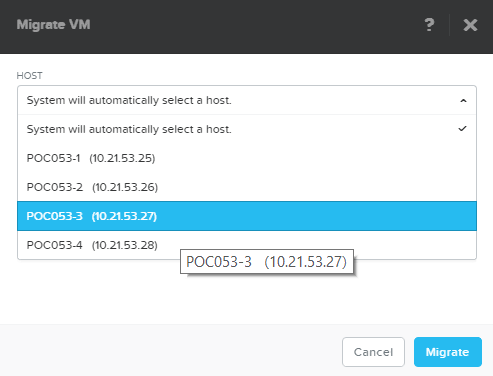 Migrate VM
?
HOST
System will automatically select a host.
System will automatically select a host.
POC053-1 (10.21.53.25)
POC053-2 (10.21.53.26)
POC053-3 (10.21.53.27)
POC053-4 (10.21.53.28)
POC053-3 (10.21.53.27)
Cancel
Migrate